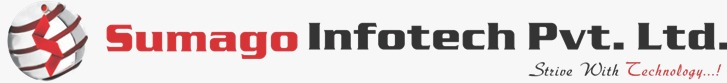 Sumago Infotech Pvt. Ltd.
Strive With Technology...!